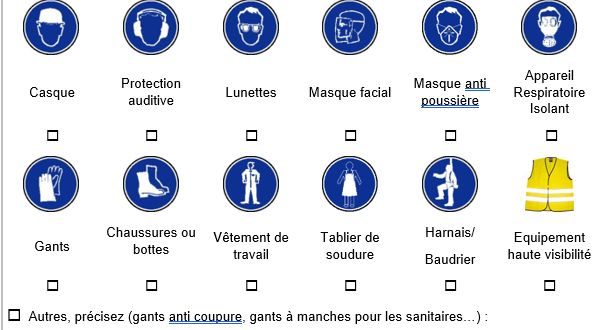 Casque
Protection
auditive
Lunettes
Masque facial
Masque anti
poussière
Appareil
Respiratoire
Isolant
☐ ☐ ☐ ☐ ☐ ☐
Gants
Chaussures ou
bottes
Vêtement de
travail
Tablier de
soudure
Harnais/
Baudrier
Equipement
haute visibilité
☐ ☐ ☐ ☐ ☐ ☐
☐ Autres, précisez (gants anti coupure, gants à manches pour les sanitaires…) :